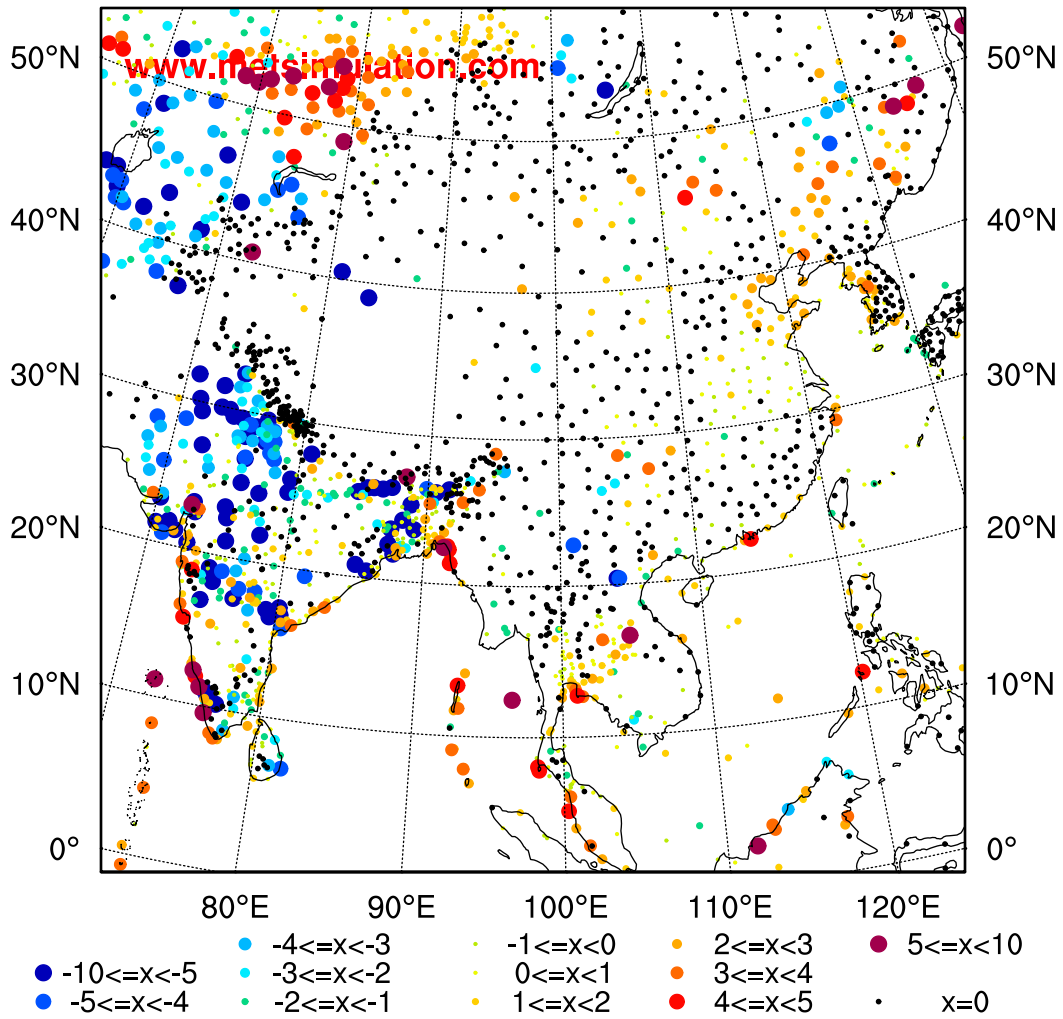 50°N 50°N
www.metsimulation.com
40°N 40°N
30°N 30°N
20°N 20°N
10°N 10°N
0° 0°
80°E 90°E 100°E 110°E 120°E
-4<=x<-3 -1<=x<0 2<=x<3 5<=x<10
-10<=x<-5 -3<=x<-2 0<=x<1 3<=x<4
-5<=x<-4 -2<=x<-1 1<=x<2 4<=x<5 x=0